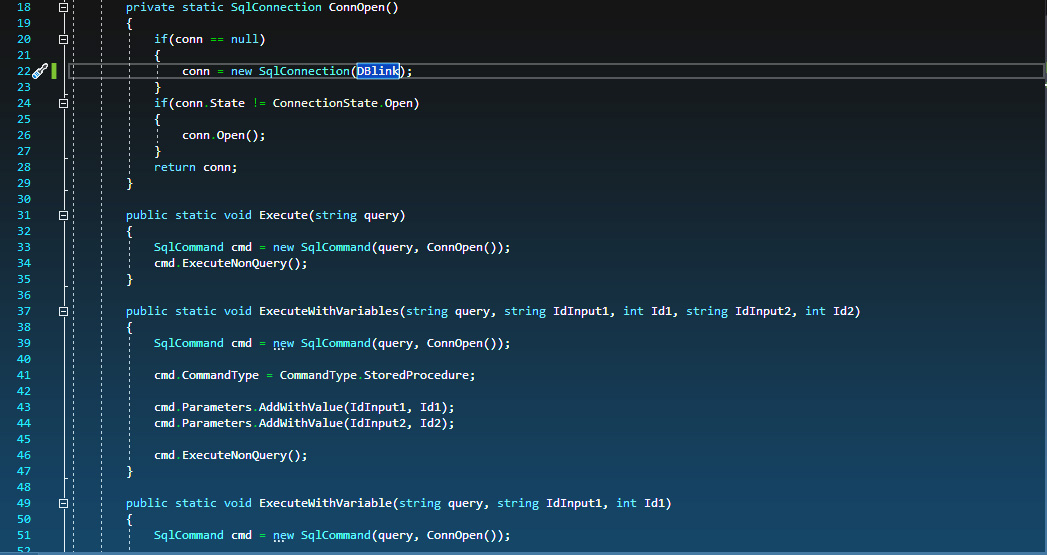 18 private static SqlConnection ConnOpen()
19 {
20 if(conn == null)
21 {
22 conn = new SqlConnection(DBlink);
23 }
24 if(conn.State != ConnectionState.Open)
25 {
26 conn.Open();
27 }
28 return conn;
29 }
30
31 public static void Execute(string query)
32 {
33 SqlCommand cmd = new SqlCommand(query, ConnOpen());
34 cmd.ExecuteNonQuery();
35 }
36
37 public static void ExecuteWithVariables(string query, string IdInput1, int Id1, string IdInput2, int Id2)
38 {
39 SqlCommand cmd = new SqlCommand(query, ConnOpen());
40
41 cmd.CommandType = CommandType.StoredProcedure;
42
43 cmd.Parameters.AddWithValue(IdInput1, Id1);
44 cmd.Parameters.AddWithValue(IdInput2, Id2);
45
46 cmd.ExecuteNonQuery();
47 }
48
49 public static void ExecuteWithVariable(string query, string IdInput1, int Id1)
50 {
51 SqlCommand cmd = new SqlCommand(query, ConnOpen());
52